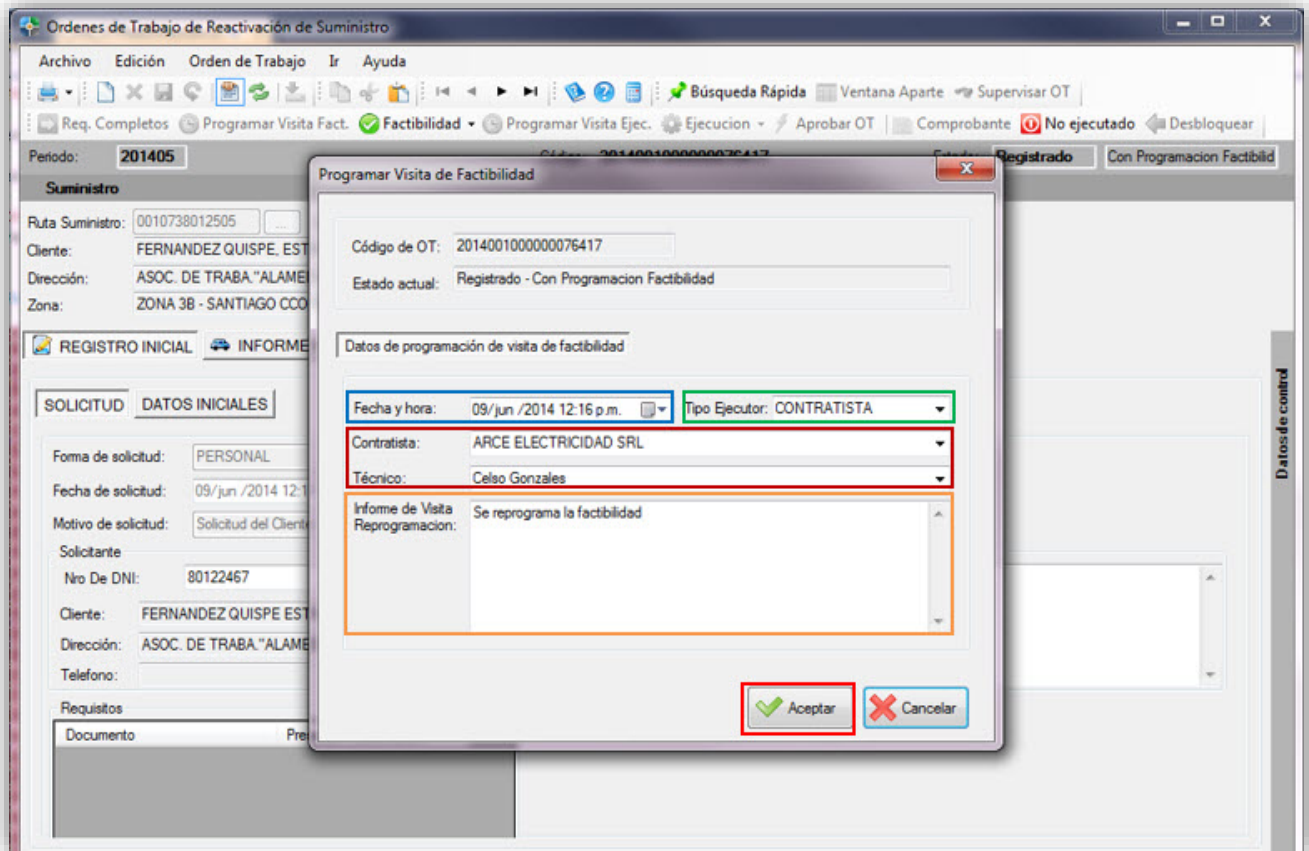 Ordenes de Trabajo de Reactivación de Suministro
Archivo Edición Orden de Trabajo Ir Ayuda
Búsqueda Rápida Ventana Aparte Supervisar OT
Req. Completos Programar Visita Fact. Factibilidad Programar Visita Ejec. Ejecucion Aprobar OT Comprobante No ejecutado Desbloquear
Periodo: 201405 Código: 2014001000000076417 Estado: Registrado Con Programacion Factibilid
Suministro
Ruta Suministro: 0010738012505 ...
Cliente: FERNANDEZ QUISPE, EST
Dirección: ASOC. DE TRABA."ALAME
Zona: ZONA 3B - SANTIAGO CCO
REGISTRO INICIAL INFORME
SOLICITUD DATOS INICIALES
Forma de solicitud: PERSONAL
Fecha de solicitud: 09/jun /2014 12:1
Motivo de solicitud: Solicitud del Cliente
Solicitante
Nro De DNI: 80122467
Cliente: FERNANDEZ QUISPE EST
Dirección: ASOC. DE TRABA."ALAME
Telefono:
Requisitos
Documento Pre
Programar Visita de Factibilidad
Código de OT: 2014001000000076417
Estado actual: Registrado - Con Programacion Factibilidad
Datos de programación de visita de factibilidad
Fecha y hora: 09/jun /2014 12:16 p.m. Tipo Ejecutor: CONTRATISTA
Contratista: ARCE ELECTRICIDAD SRL
Técnico: Celso Gonzales
Informe de Visita Se reprograma la factibilidad
Reprogramacion:
Aceptar Cancelar
Datos de control